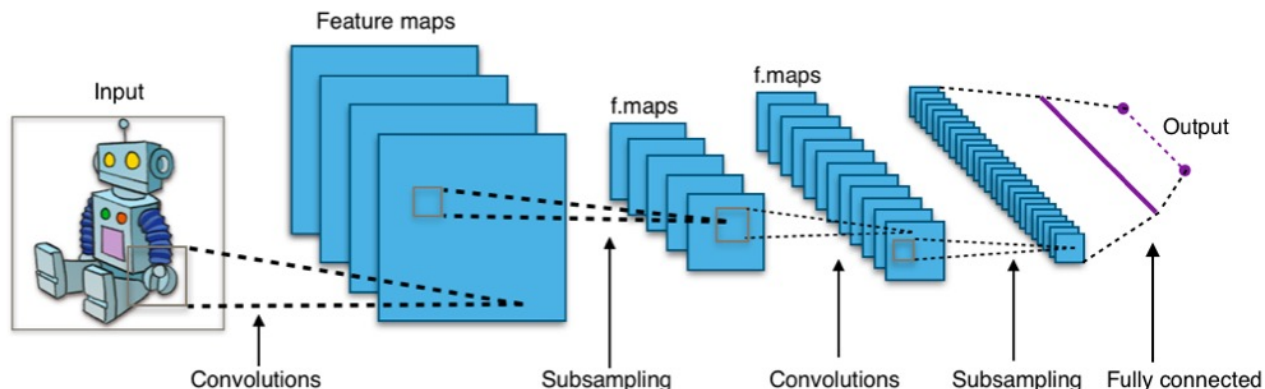 Feature maps
f.maps
f.maps
Input
Output
Convolutions
Subsampling
Convolutions
Subsampling
Fully connected